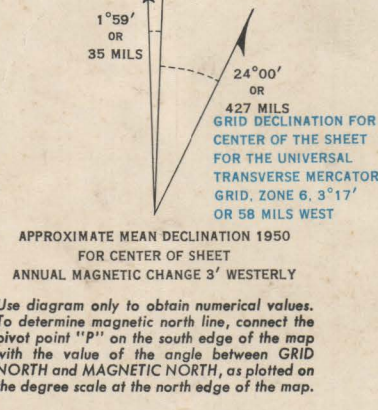 1°59′
OR
35 MILS
24°00′
OR
427 MILS
GRID DECLINATION FOR
CENTER OF THE SHEET
FOR THE UNIVERSAL
TRANSVERSE MERCATOR
GRID, ZONE 6, 3°17′
OR 58 MILS WEST
APPROXIMATE MEAN DECLINATION 1950
FOR CENTER OF SHEET
ANNUAL MAGNETIC CHANGE 3′ WESTERLY
Use diagram only to obtain numerical values.
To determine magnetic north line, connect the
pivot point "P" on the south edge of the map
with the value of the angle between GRID
NORTH and MAGNETIC NORTH, as plotted on
the degree scale at the north edge of the map.